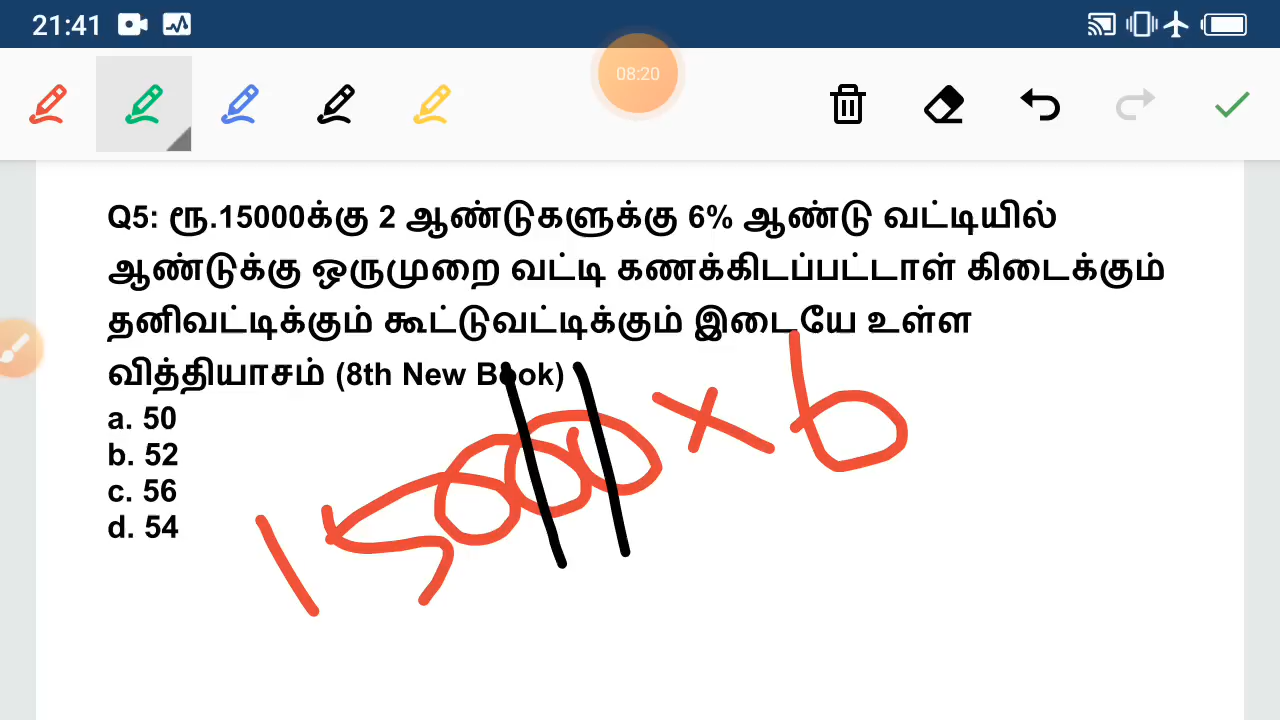 21:41
08:20
Q5: ரூ.15000க்கு 2 ஆண்டுகளுக்கு 6% ஆண்டு வட்டியில்
ஆண்டுக்கு ஒருமுறை வட்டி கணக்கிடப்பட்டாள் கிடைக்கும்
தனிவட்டிக்கும் கூட்டுவட்டிக்கும் இடையே உள்ள
வித்தியாசம் (8th New Book)
a. 50
b. 52
c. 56
d. 54
15000 × 6